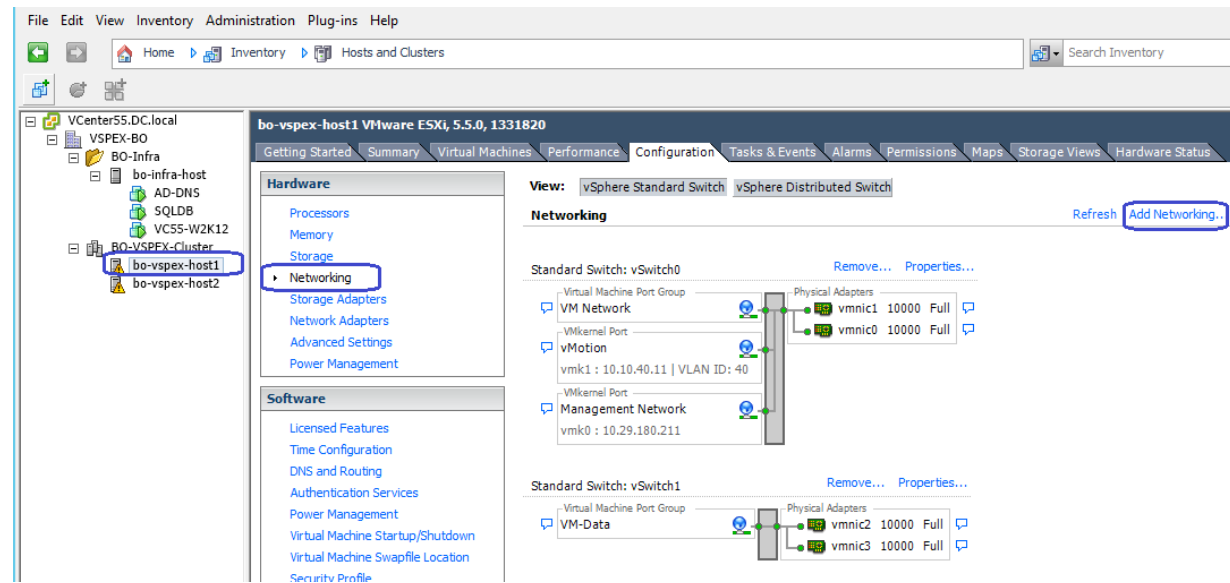 File Edit View Inventory Administration Plug-ins Help
Home Inventory Hosts and Clusters
Search Inventory
VCenter55.DC.local
VSPEX-BO
BO-Infra
bo-infra-host
AD-DNS
SQLDB
VC55-W2K12
BO-VSPEX-Cluster
bo-vspex-host1
bo-vspex-host2
bo-vspex-host1 VMware ESXi, 5.5.0, 1331820
Getting Started Summary Virtual Machines Performance Configuration Tasks & Events Alarms Permissions Maps Storage Views Hardware Status
Hardware
Processors
Memory
Storage
Networking
Storage Adapters
Network Adapters
Advanced Settings
Power Management
Software
Licensed Features
Time Configuration
DNS and Routing
Authentication Services
Power Management
Virtual Machine Startup/Shutdown
Virtual Machine Swapfile Location
Security Profile
View: vSphere Standard Switch vSphere Distributed Switch
Networking Refresh Add Networking..
Standard Switch: vSwitch0 Remove... Properties...
Virtual Machine Port Group Physical Adapters
VM Network vmnic1 10000 Full
vmnic0 10000 Full
VMkernel Port
vMotion
vmk1 : 10.10.40.11 | VLAN ID: 40
VMkernel Port
Management Network
vmk0 : 10.29.180.211
Standard Switch: vSwitch1 Remove... Properties...
Virtual Machine Port Group Physical Adapters
VM-Data vmnic2 10000 Full
vmnic3 10000 Full